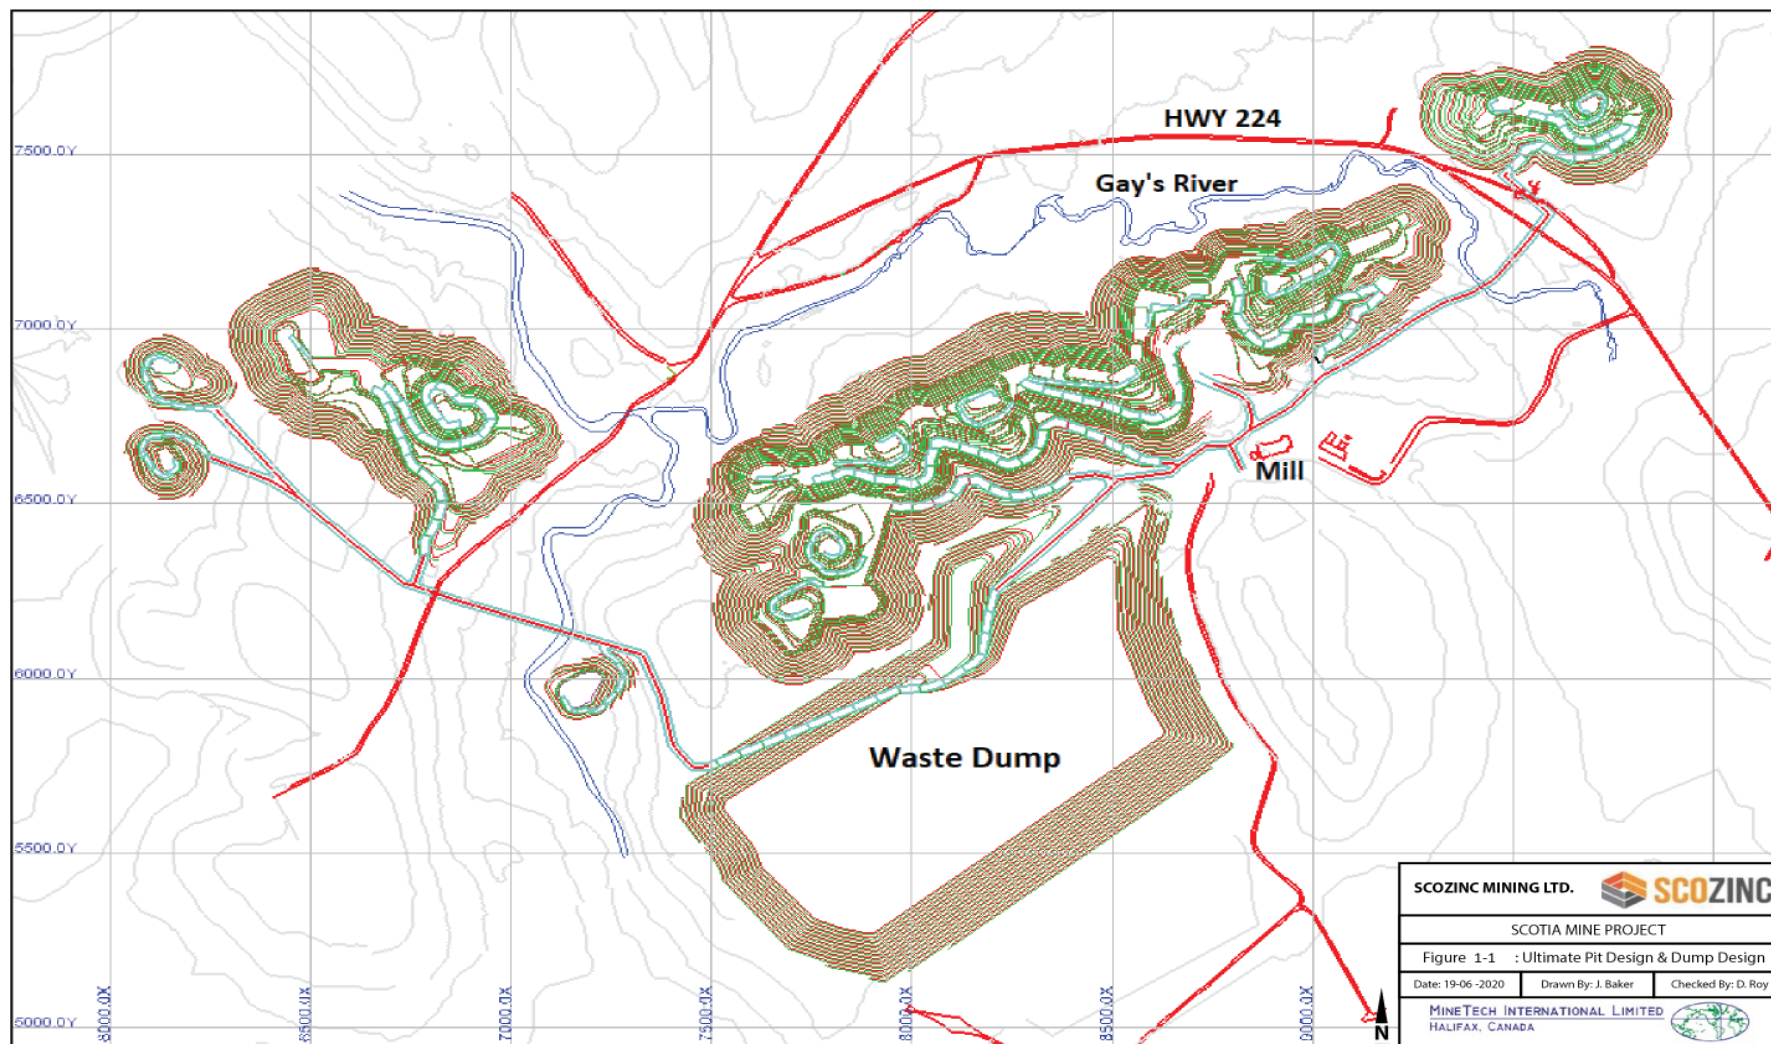 HWY 224
7500.0Y
Gay's River
7000.0Y
6500.0Y
Mill
6000.0Y
Waste Dump
5500.0Y
5000.0Y
6500.0X
7000.0X
7500.0X
8000.0X
8500.0X
9000.0X
N
SCOZINC MINING LTD.
SCOZINC
SCOTIA MINE PROJECT
Figure 1-1 : Ultimate Pit Design & Dump Design
Date: 19-06 -2020
Drawn By: J. Baker
Checked By: D. Roy
MINETECH INTERNATIONAL LIMITED
HALIFAX, CANADA